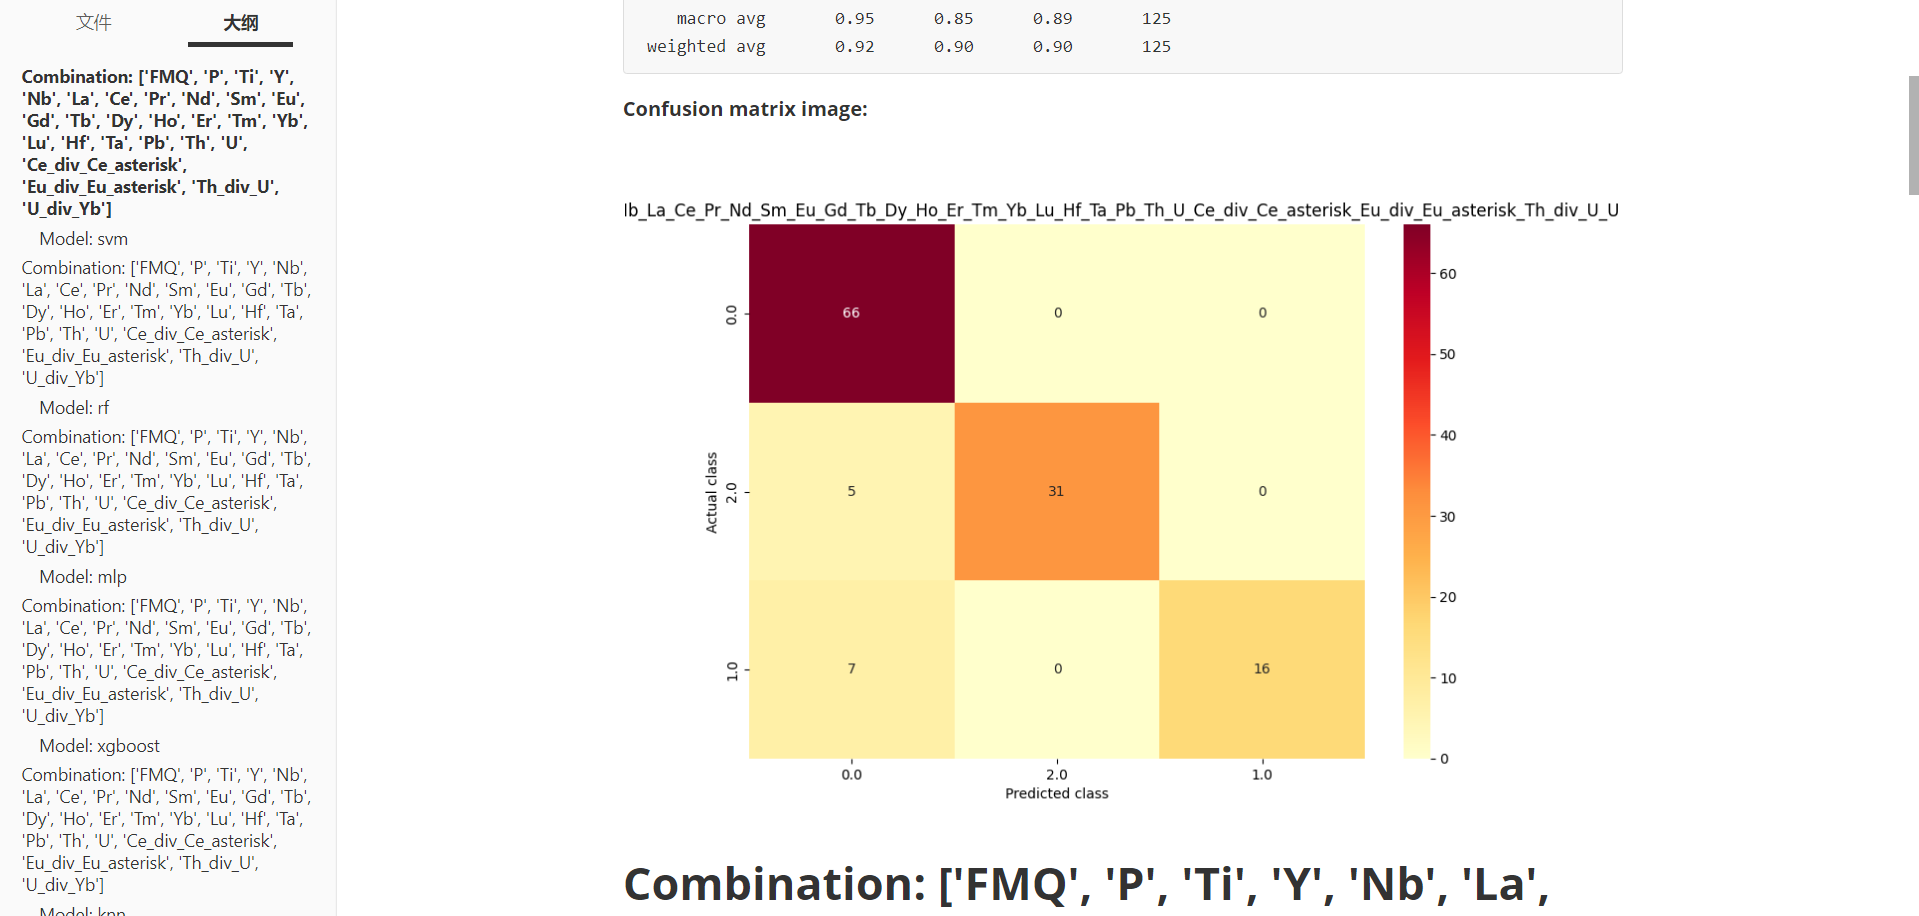 文件 大纲
Combination: ['FMQ', 'P', 'Ti', 'Y',
'Nb', 'La', 'Ce', 'Pr', 'Nd', 'Sm', 'Eu',
'Gd', 'Tb', 'Dy', 'Ho', 'Er', 'Tm', 'Yb',
'Lu', 'Hf', 'Ta', 'Pb', 'Th', 'U',
'Ce_div_Ce_asterisk',
'Eu_div_Eu_asterisk', 'Th_div_U',
'U_div_Yb']
Model: svm
Combination: ['FMQ', 'P', 'Ti', 'Y', 'Nb',
'La', 'Ce', 'Pr', 'Nd', 'Sm', 'Eu', 'Gd', 'Tb',
'Dy', 'Ho', 'Er', 'Tm', 'Yb', 'Lu', 'Hf', 'Ta',
'Pb', 'Th', 'U', 'Ce_div_Ce_asterisk',
'Eu_div_Eu_asterisk', 'Th_div_U',
'U_div_Yb']
Model: rf
Combination: ['FMQ', 'P', 'Ti', 'Y', 'Nb',
'La', 'Ce', 'Pr', 'Nd', 'Sm', 'Eu', 'Gd', 'Tb',
'Dy', 'Ho', 'Er', 'Tm', 'Yb', 'Lu', 'Hf', 'Ta',
'Pb', 'Th', 'U', 'Ce_div_Ce_asterisk',
'Eu_div_Eu_asterisk', 'Th_div_U',
'U_div_Yb']
Model: mlp
Combination: ['FMQ', 'P', 'Ti', 'Y', 'Nb',
'La', 'Ce', 'Pr', 'Nd', 'Sm', 'Eu', 'Gd', 'Tb',
'Dy', 'Ho', 'Er', 'Tm', 'Yb', 'Lu', 'Hf', 'Ta',
'Pb', 'Th', 'U', 'Ce_div_Ce_asterisk',
'Eu_div_Eu_asterisk', 'Th_div_U',
'U_div_Yb']
Model: xgboost
Combination: ['FMQ', 'P', 'Ti', 'Y', 'Nb',
'La', 'Ce', 'Pr', 'Nd', 'Sm', 'Eu', 'Gd', 'Tb',
'Dy', 'Ho', 'Er', 'Tm', 'Yb', 'Lu', 'Hf', 'Ta',
'Pb', 'Th', 'U', 'Ce_div_Ce_asterisk',
'Eu_div_Eu_asterisk', 'Th_div_U',
'U_div_Yb']
Model: knn
macro avg 0.95 0.85 0.89 125
weighted avg 0.92 0.90 0.90 125
Confusion matrix image:
lb_La_Ce_Pr_Nd_Sm_Eu_Gd_Tb_Dy_Ho_Er_Tm_Yb_Lu_Hf_Ta_Pb_Th_U_Ce_div_Ce_asterisk_Eu_div_Eu_asterisk_Th_div_U_U
Actual class
0.0 66 0 0
2.0 5 31 0
1.0 7 0 16
0.0 2.0 1.0
Predicted class
60
50
40
30
20
10
0
Combination: ['FMQ', 'P', 'Ti', 'Y', 'Nb', 'La',